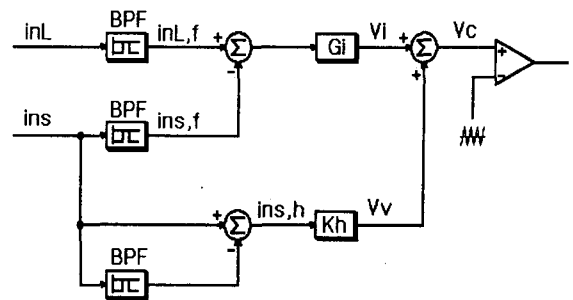 BPF
inL
inL,f
+
Σ
-
Gi
Vi
+
Σ
+
Vc
+
-
BPF
ins
ins,f
+
Σ
-
ins,h
Kh
Vv
BPF